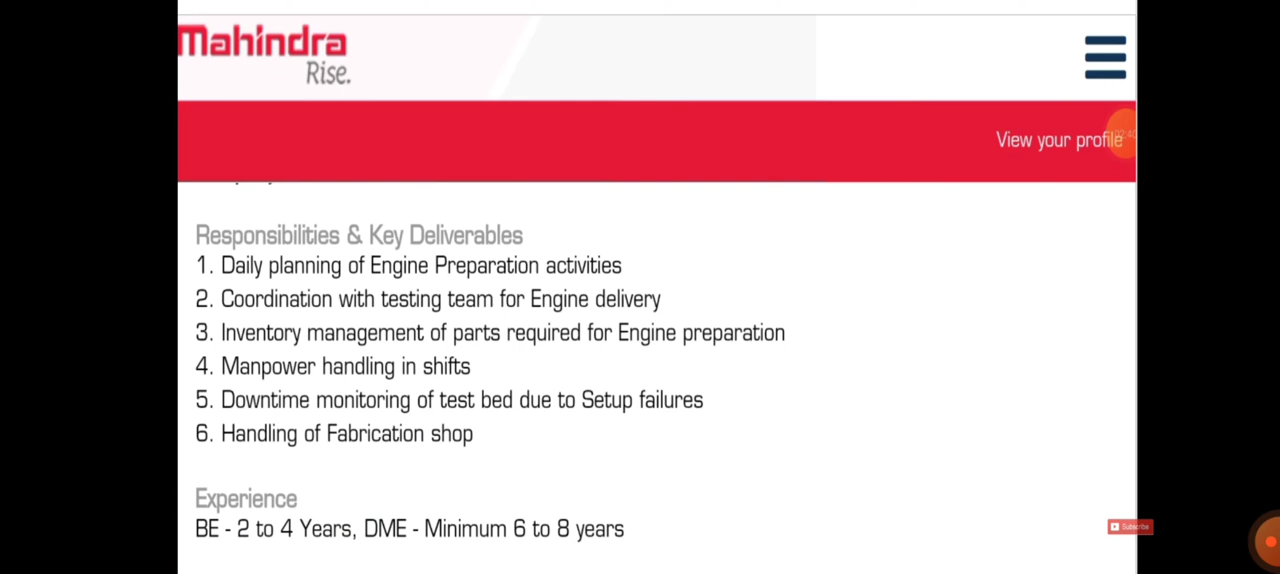 Mahindra
Rise.
View your profile
02:40
Responsibilities & Key Deliverables
1. Daily planning of Engine Preparation activities
2. Coordination with testing team for Engine delivery
3. Inventory management of parts required for Engine preparation
4. Manpower handling in shifts
5. Downtime monitoring of test bed due to Setup failures
6. Handling of Fabrication shop
Experience
BE - 2 to 4 Years, DME - Minimum 6 to 8 years
Subscribe